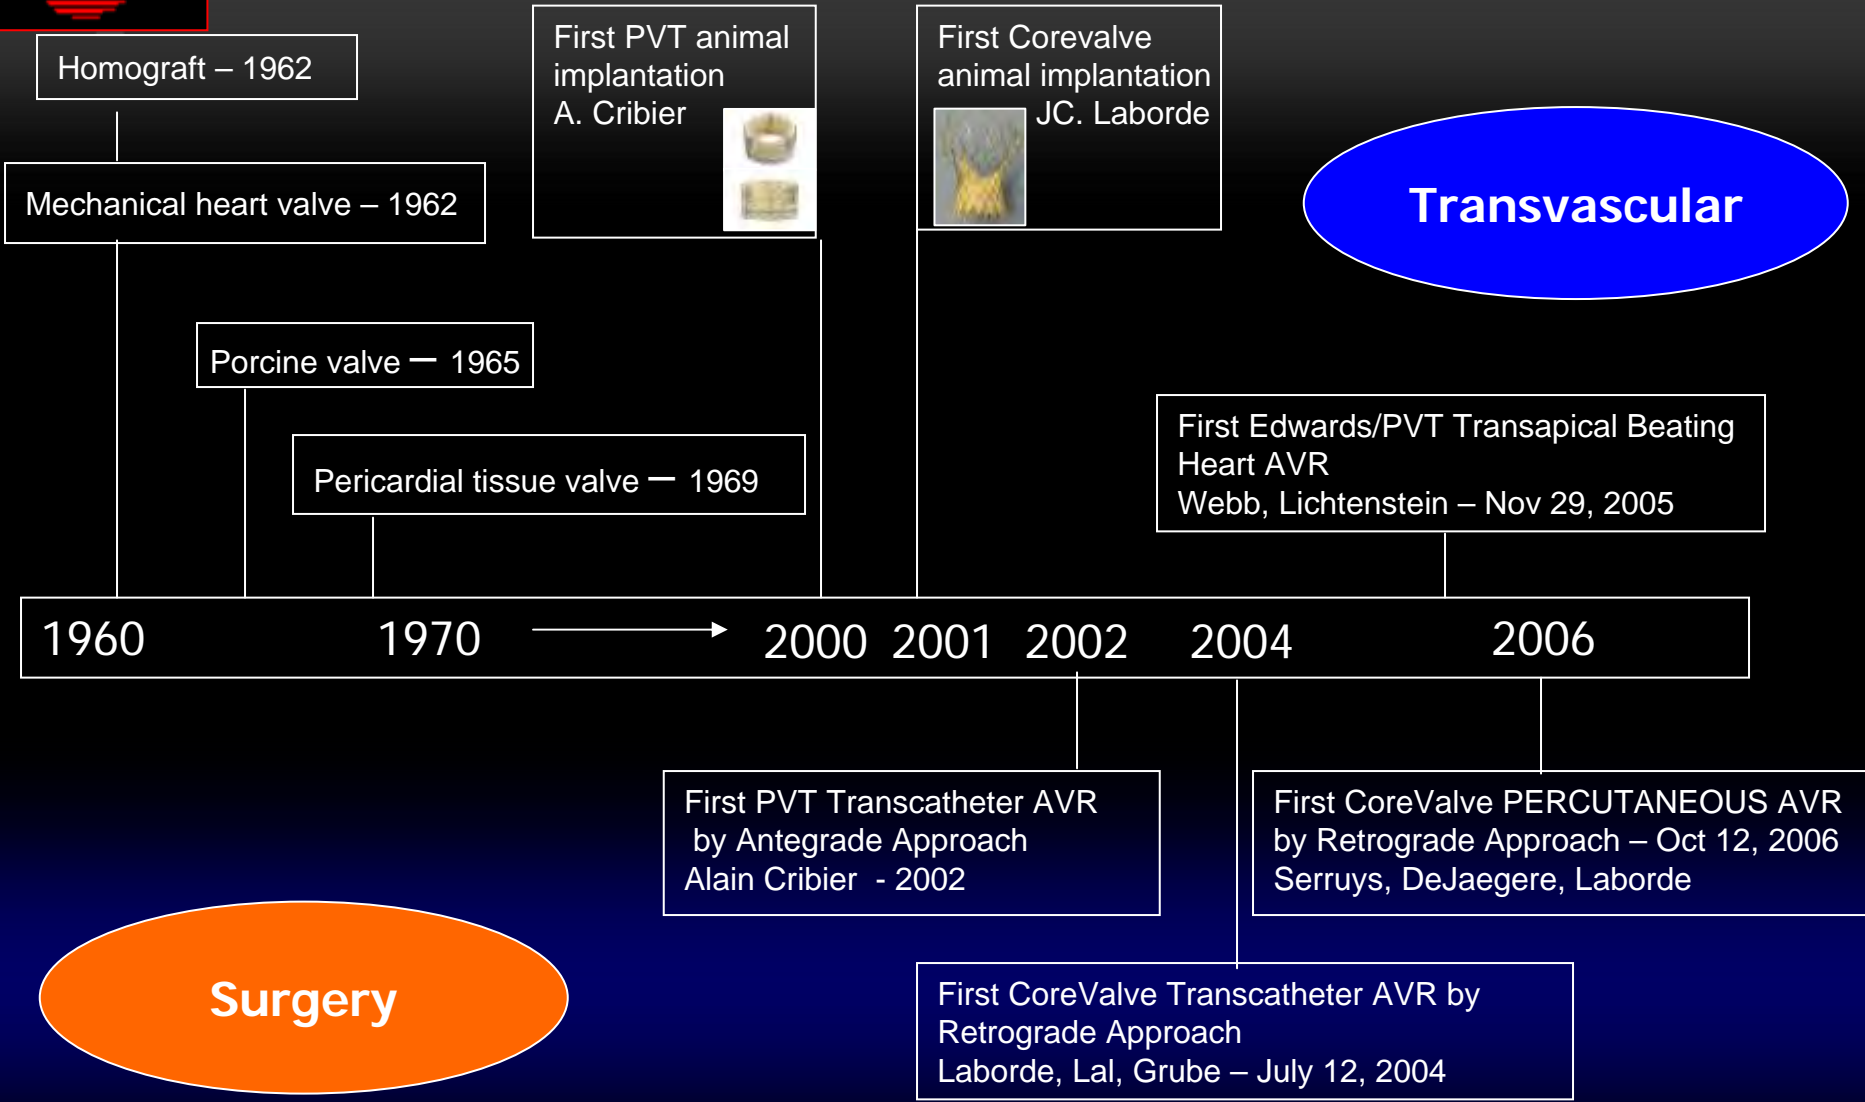 Homograft – 1962
Mechanical heart valve – 1962
First PVT animal
implantation
A. Cribier
First Corevalve
animal implantation
JC. Laborde
Transvascular
Porcine valve – 1965
Pericardial tissue valve – 1969
First Edwards/PVT Transapical Beating
Heart AVR
Webb, Lichtenstein – Nov 29, 2005
1960 1970 2000 2001 2002 2004 2006
First PVT Transcatheter AVR
by Antegrade Approach
Alain Cribier - 2002
First CoreValve PERCUTANEOUS AVR
by Retrograde Approach – Oct 12, 2006
Serruys, DeJaegere, Laborde
Surgery
First CoreValve Transcatheter AVR by
Retrograde Approach
Laborde, Lal, Grube – July 12, 2004